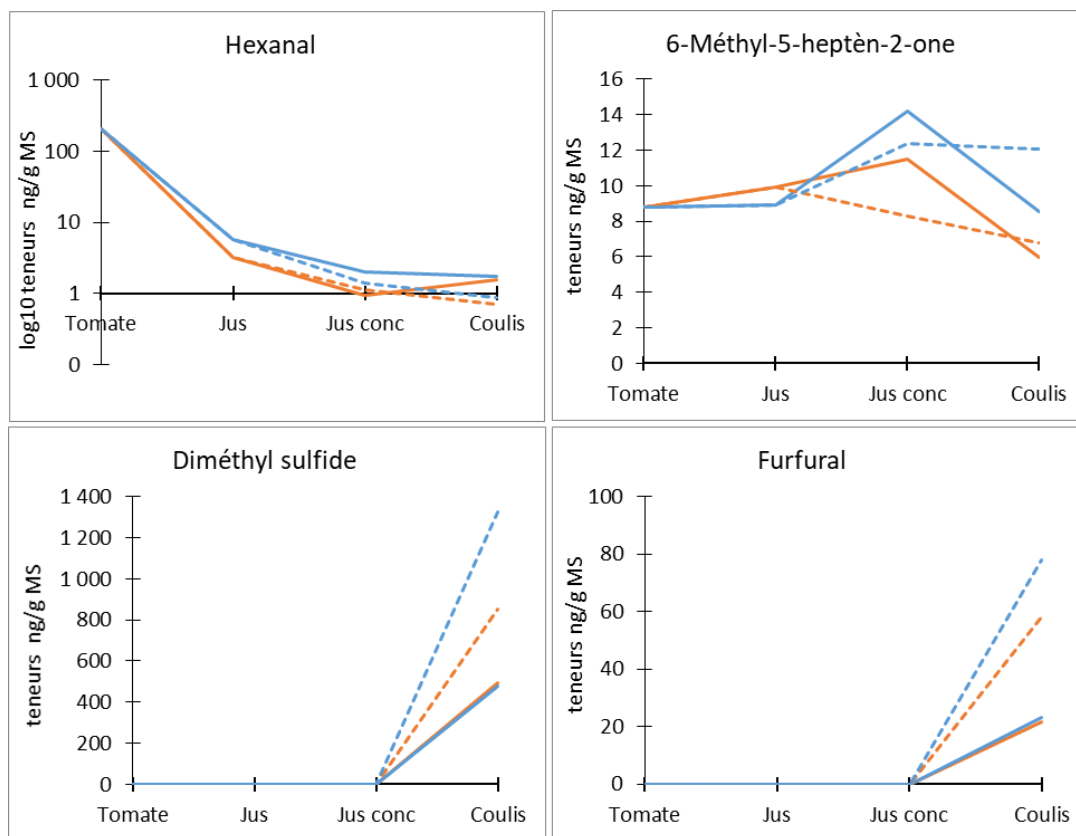 Hexanal
log10 teneurs ng/g MS
1 000
100
10
1
0
Tomate Jus Jus conc Coulis
6-Méthyl-5-heptèn-2-one
teneurs ng/g MS
16
14
12
10
8
6
4
2
0
Tomate Jus Jus conc Coulis
Diméthyl sulfide
teneurs ng/g MS
1 400
1 200
1 000
800
600
400
200
0
Tomate Jus Jus conc Coulis
Furfural
teneurs ng/g MS
100
80
60
40
20
0
Tomate Jus Jus conc Coulis